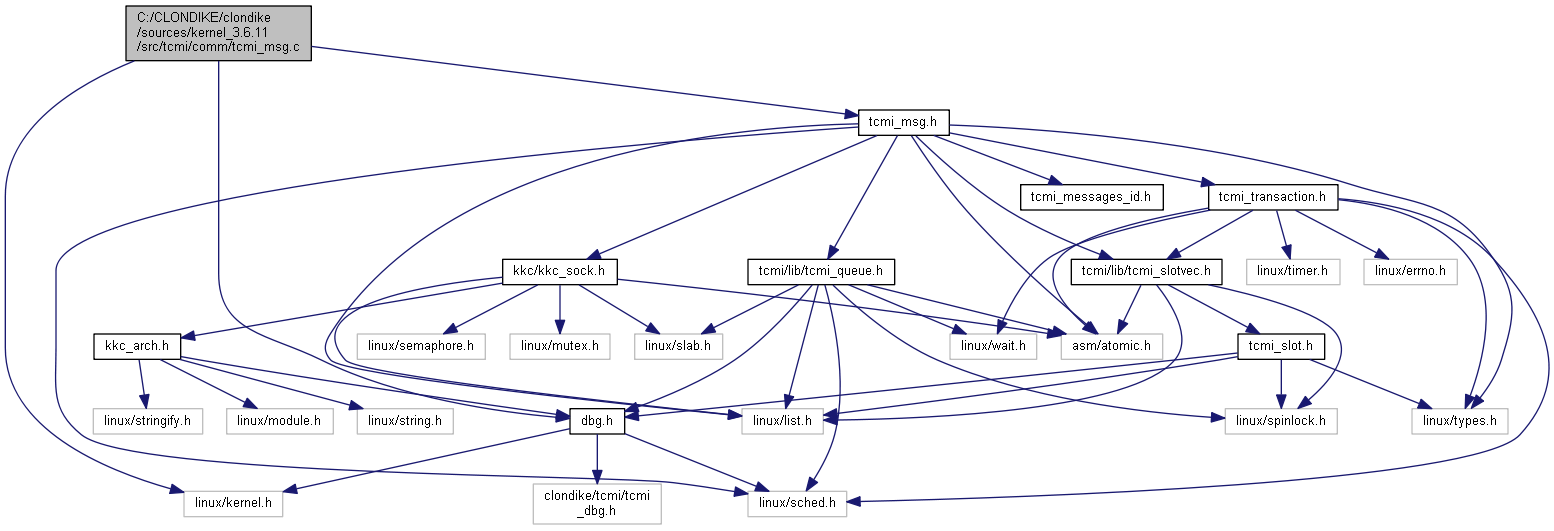 C:/CLONDIKE/clondike
/sources/kernel_3.6.11
/src/tcmi/comm/tcmi_msg.c
tcmi_msg.h
tcmi_messages_id.h
tcmi_transaction.h
kkc/kkc_sock.h
tcmi/lib/tcmi_queue.h
tcmi/lib/tcmi_slotvec.h
linux/timer.h
linux/errno.h
kkc_arch.h
linux/semaphore.h
linux/mutex.h
linux/slab.h
linux/wait.h
asm/atomic.h
tcmi_slot.h
linux/stringify.h
linux/module.h
linux/string.h
dbg.h
linux/list.h
linux/spinlock.h
linux/types.h
linux/kernel.h
clondike/tcmi/tcmi
_dbg.h
linux/sched.h